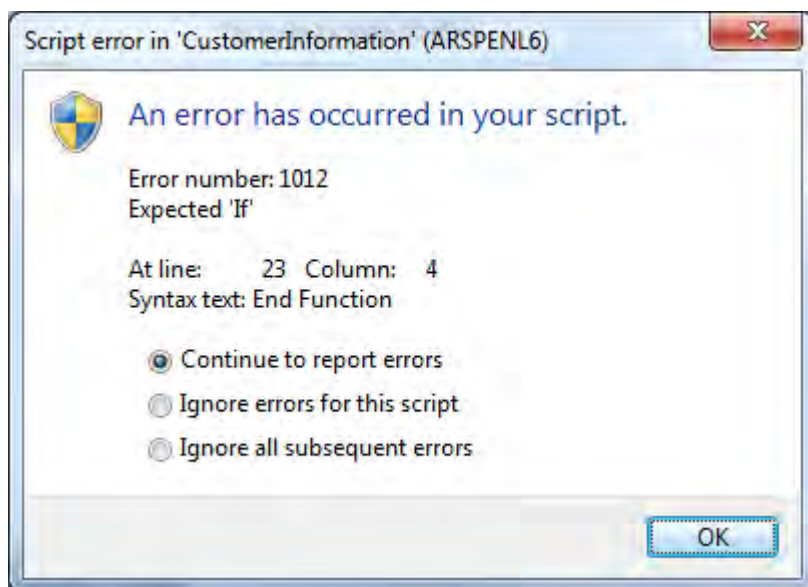 Script error in 'CustomerInformation' (ARSPENL6)
An error has occurred in your script.
Error number: 1012
Expected 'If'
At line: 23 Column: 4
Syntax text: End Function
Continue to report errors
Ignore errors for this script
Ignore all subsequent errors
OK